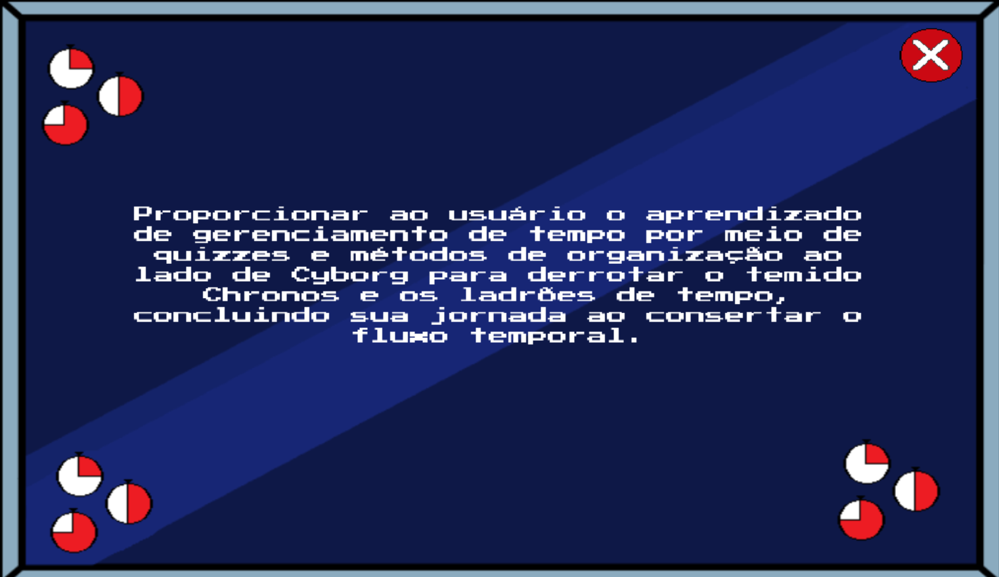 Proporcionar ao usuário o aprendizado
de gerenciamento de tempo por meio de
quizzes e métodos de organização ao
lado de Cyborg para derrotar o temido
Chronos e os ladrões de tempo,
concluindo sua jornada ao consertar o
fluxo temporal.